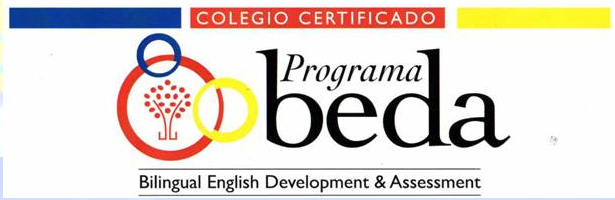 COLEGIO CERTIFICADO
Programa
beda
Bilingual English Development & Assessment